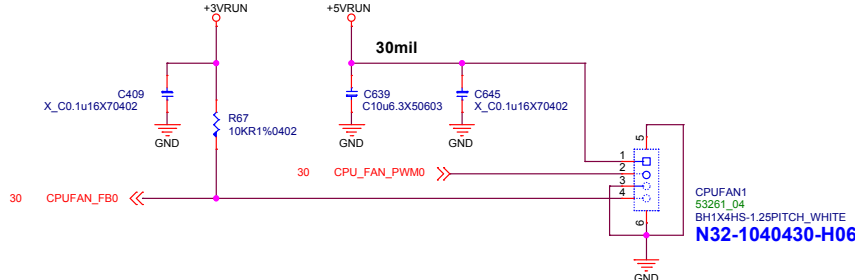 +3VRUN
+5VRUN
30mil
C409
X_C0.1u16X70402
C639
C10u6.3X50603
C645
X_C0.1u16X70402
R67
10KR1%0402
GND
GND
GND
5
1
30 CPU_FAN_PWM0
2
3
30 CPUFAN_FB0
4
6
CPUFAN1
53261_04
BH1X4HS-1.25PITCH_WHITE
N32-1040430-H06
GND